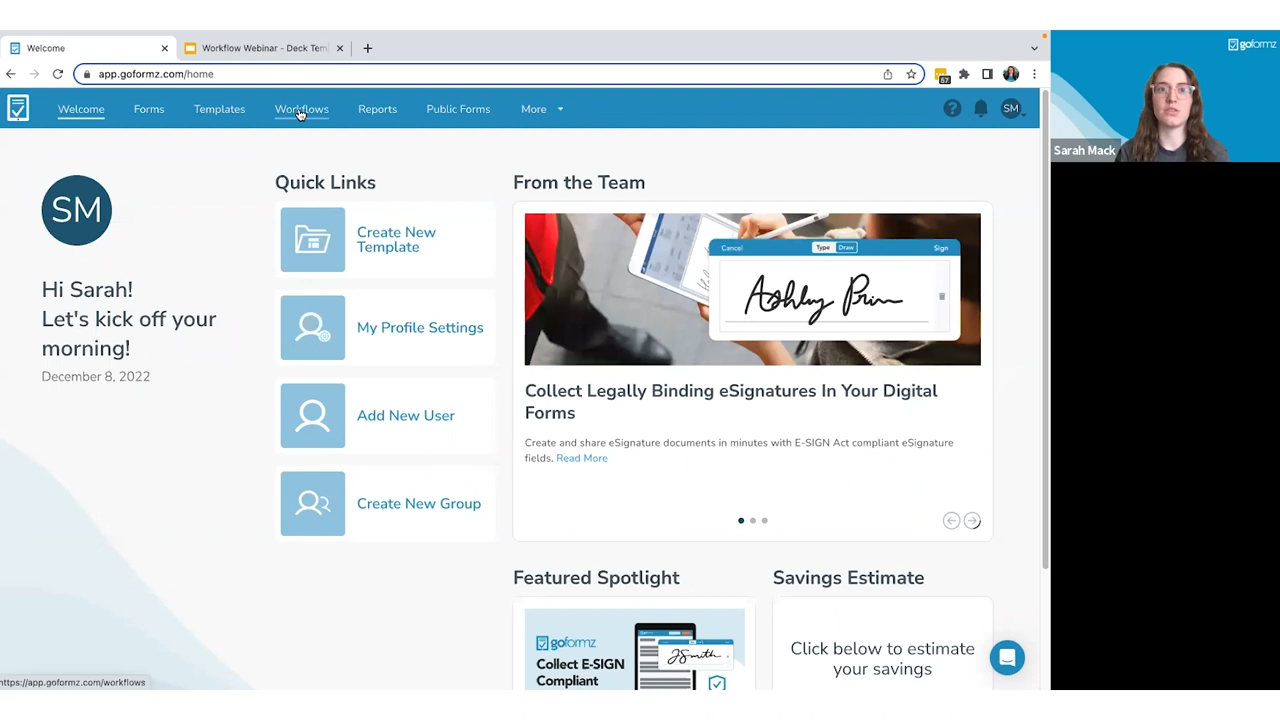 Welcome
Workflow Webinar - Deck Tem
app.goformz.com/home
57
goformz
Welcome
Forms
Templates
Workflows
Reports
Public Forms
More
SM
Sarah Mack
SM
Hi Sarah!
Let's kick off your
morning!
December 8, 2022
Quick Links
Create New
Template
My Profile Settings
Add New User
Create New Group
From the Team
Cancel
Type
Draw
Sign
Ashley Prin
Collect Legally Binding eSignatures In Your Digital
Forms
Create and share eSignature documents in minutes with E-SIGN Act compliant eSignature
fields. Read More
Featured Spotlight
goformz
Collect E-SIGN
Compliant
JSmith
Savings Estimate
Click below to estimate
your savings
https://app.goformz.com/workflows